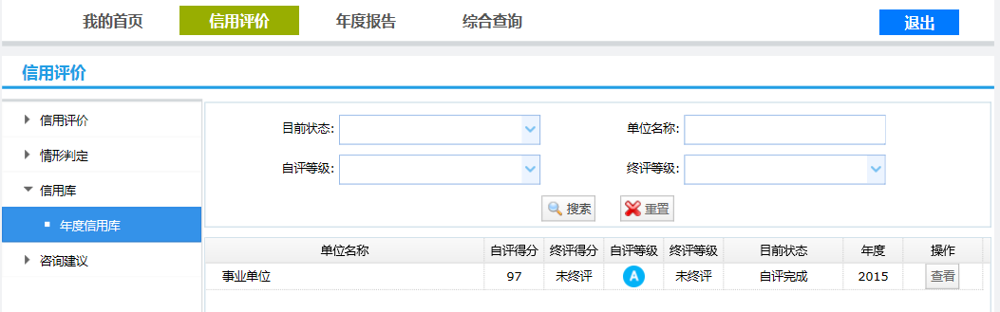 我的首页 信用评价 年度报告 综合查询 退出
信用评价
信用评价
情形判定
信用库
年度信用库
咨询建议
目前状态: 单位名称:
自评等级: 终评等级:
搜索 重置
单位名称 自评得分 终评得分 自评等级 终评等级 目前状态 年度 操作
事业单位 97 未终评 A 未终评 自评完成 2015 查看